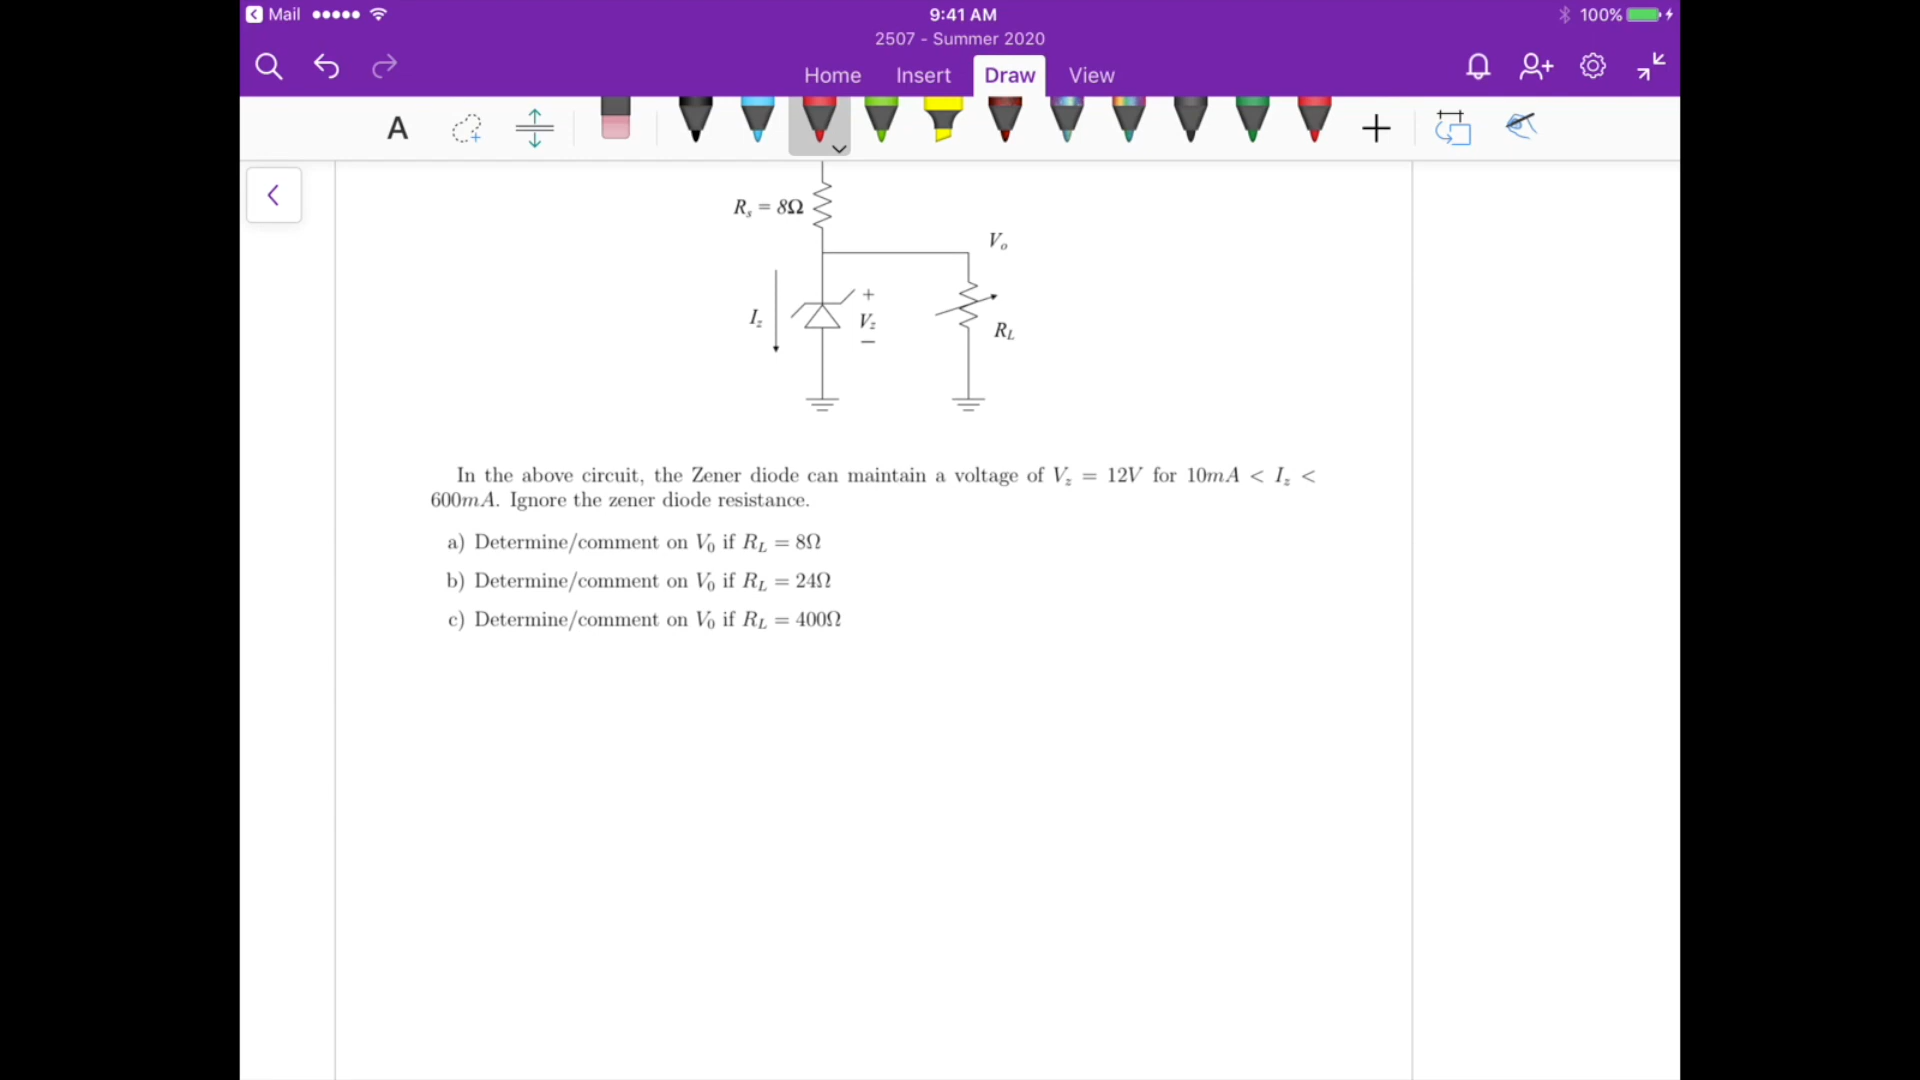 Mail
9:41 AM
100%
2507 - Summer 2020
Home Insert Draw View
A
Rs = 8Ω
Vo
+
Iz
Vz
−
RL
In the above circuit, the Zener diode can maintain a voltage of Vz = 12V for 10mA < Iz <
600mA. Ignore the zener diode resistance.
a) Determine/comment on V0 if RL = 8Ω
b) Determine/comment on V0 if RL = 24Ω
c) Determine/comment on V0 if RL = 400Ω